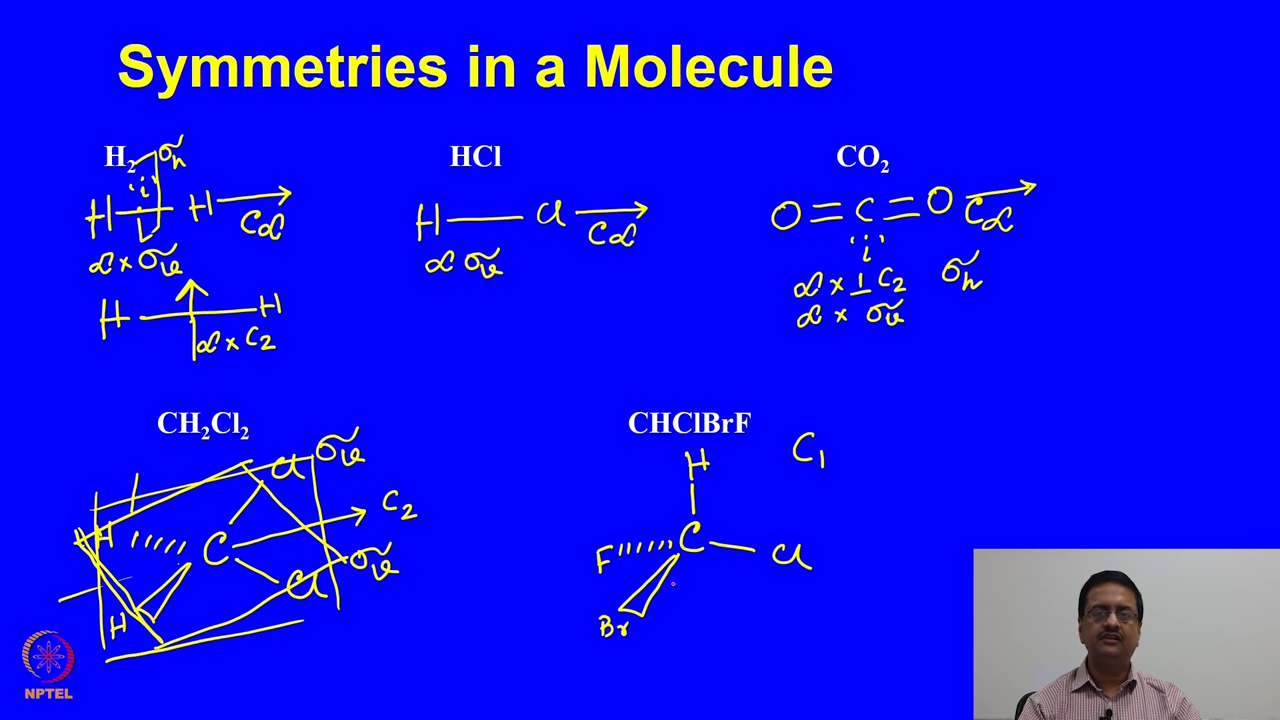 Symmetries in a Molecule
H₂ σh
'i'
H — H → C∝
∝ x σv
H — H
∝ x C₂
HCl
H — Cl → C∝
∝ σv
CO₂
O = C = O → C∝
'i'
∝ x 1 C₂ σh
∝ x σv
CH₂Cl₂
Cl σv
H C C₂
Cl σv
H
CHClBrF
H C₁
F C — Cl
Br
NPTEL